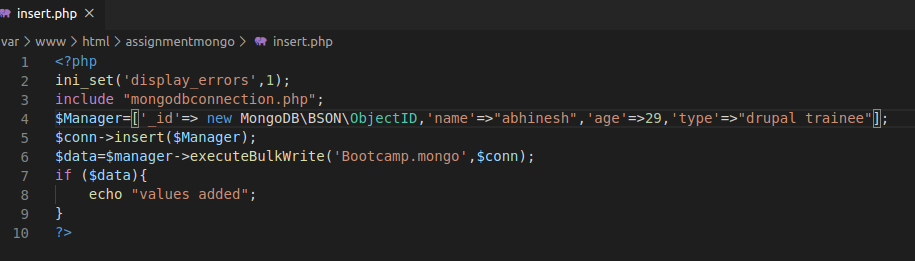 insert.php ×
var > www > html > assignmentmongo > insert.php
1 <?php
2 ini_set('display_errors',1);
3 include "mongodbconnection.php";
4 $Manager=['_id'=> new MongoDB\BSON\ObjectID,'name'=>"abhinesh",'age'=>29,'type'=>"drupal trainee"];
5 $conn->insert($Manager);
6 $data=$manager->executeBulkWrite('Bootcamp.mongo',$conn);
7 if ($data){
8     echo "values added";
9 }
10 ?>